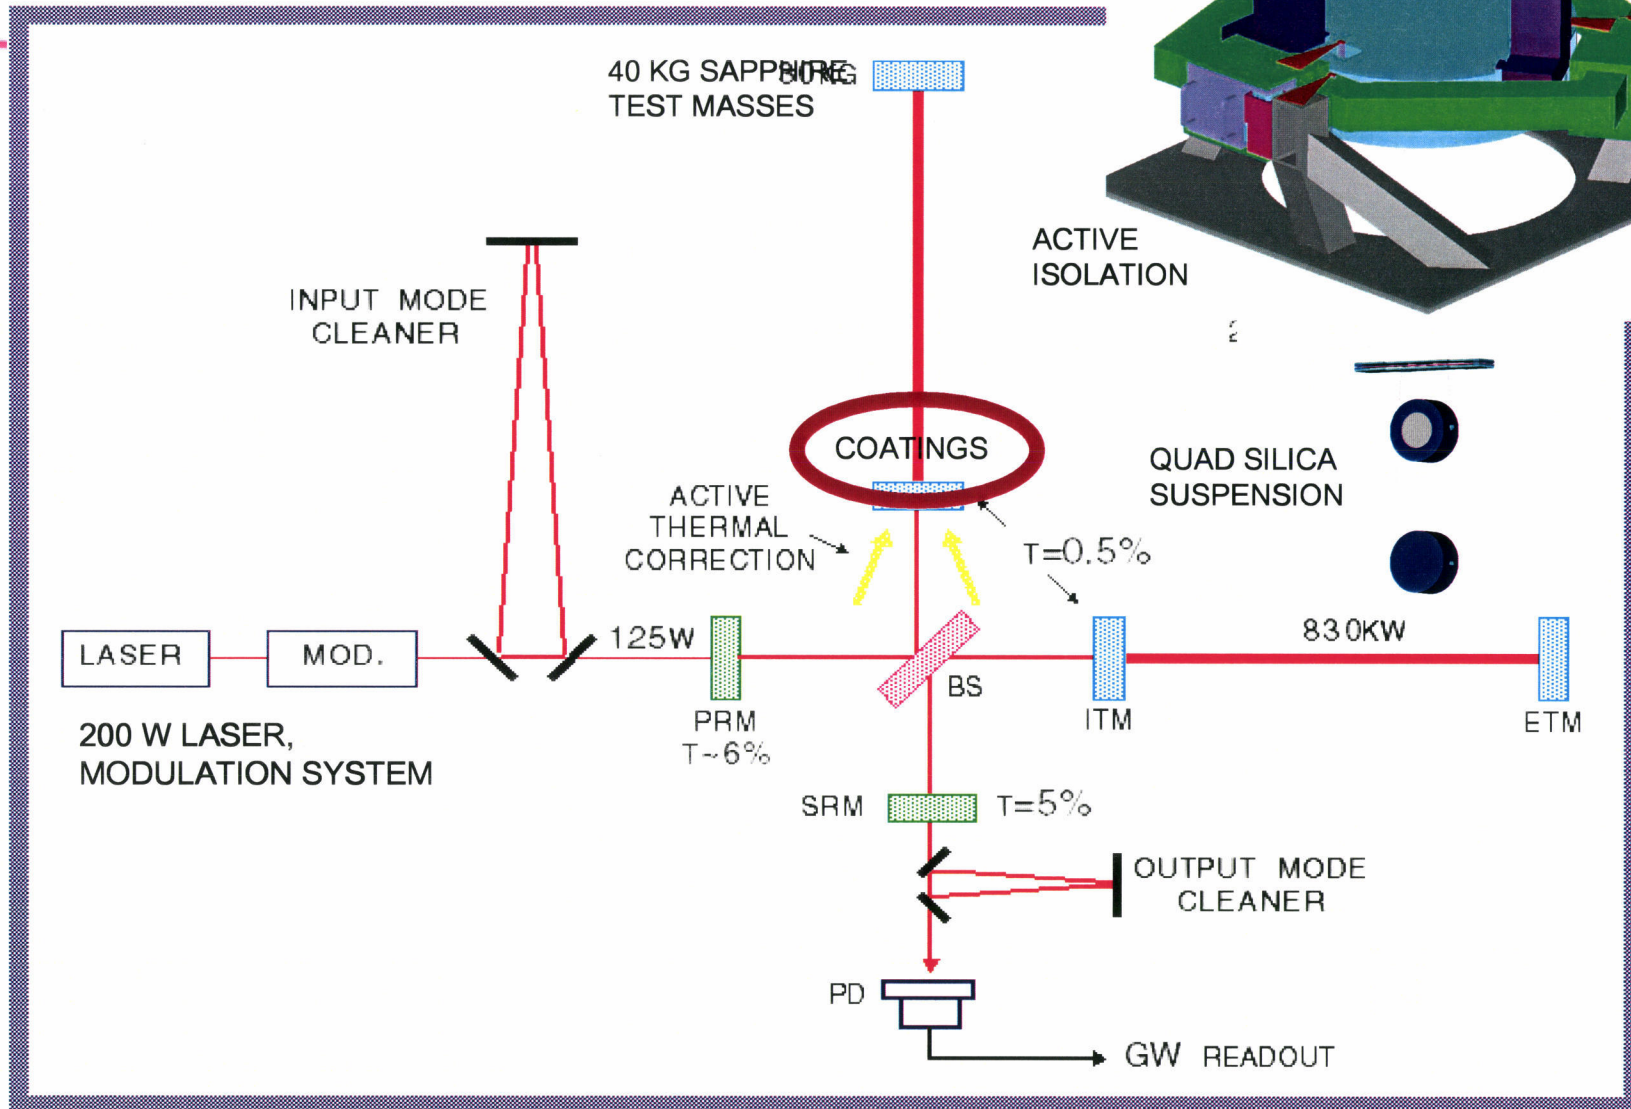 40 KG SAPPHIRE
TEST MASSES
ACTIVE
ISOLATION
INPUT MODE
CLEANER
COATINGS
QUAD SILICA
SUSPENSION
ACTIVE
THERMAL
CORRECTION
T=0.5%
LASER
MOD.
125W
830KW
BS
PRM
T~6%
ITM
ETM
200 W LASER,
MODULATION SYSTEM
SRM
T=5%
OUTPUT MODE
CLEANER
PD
GW READOUT